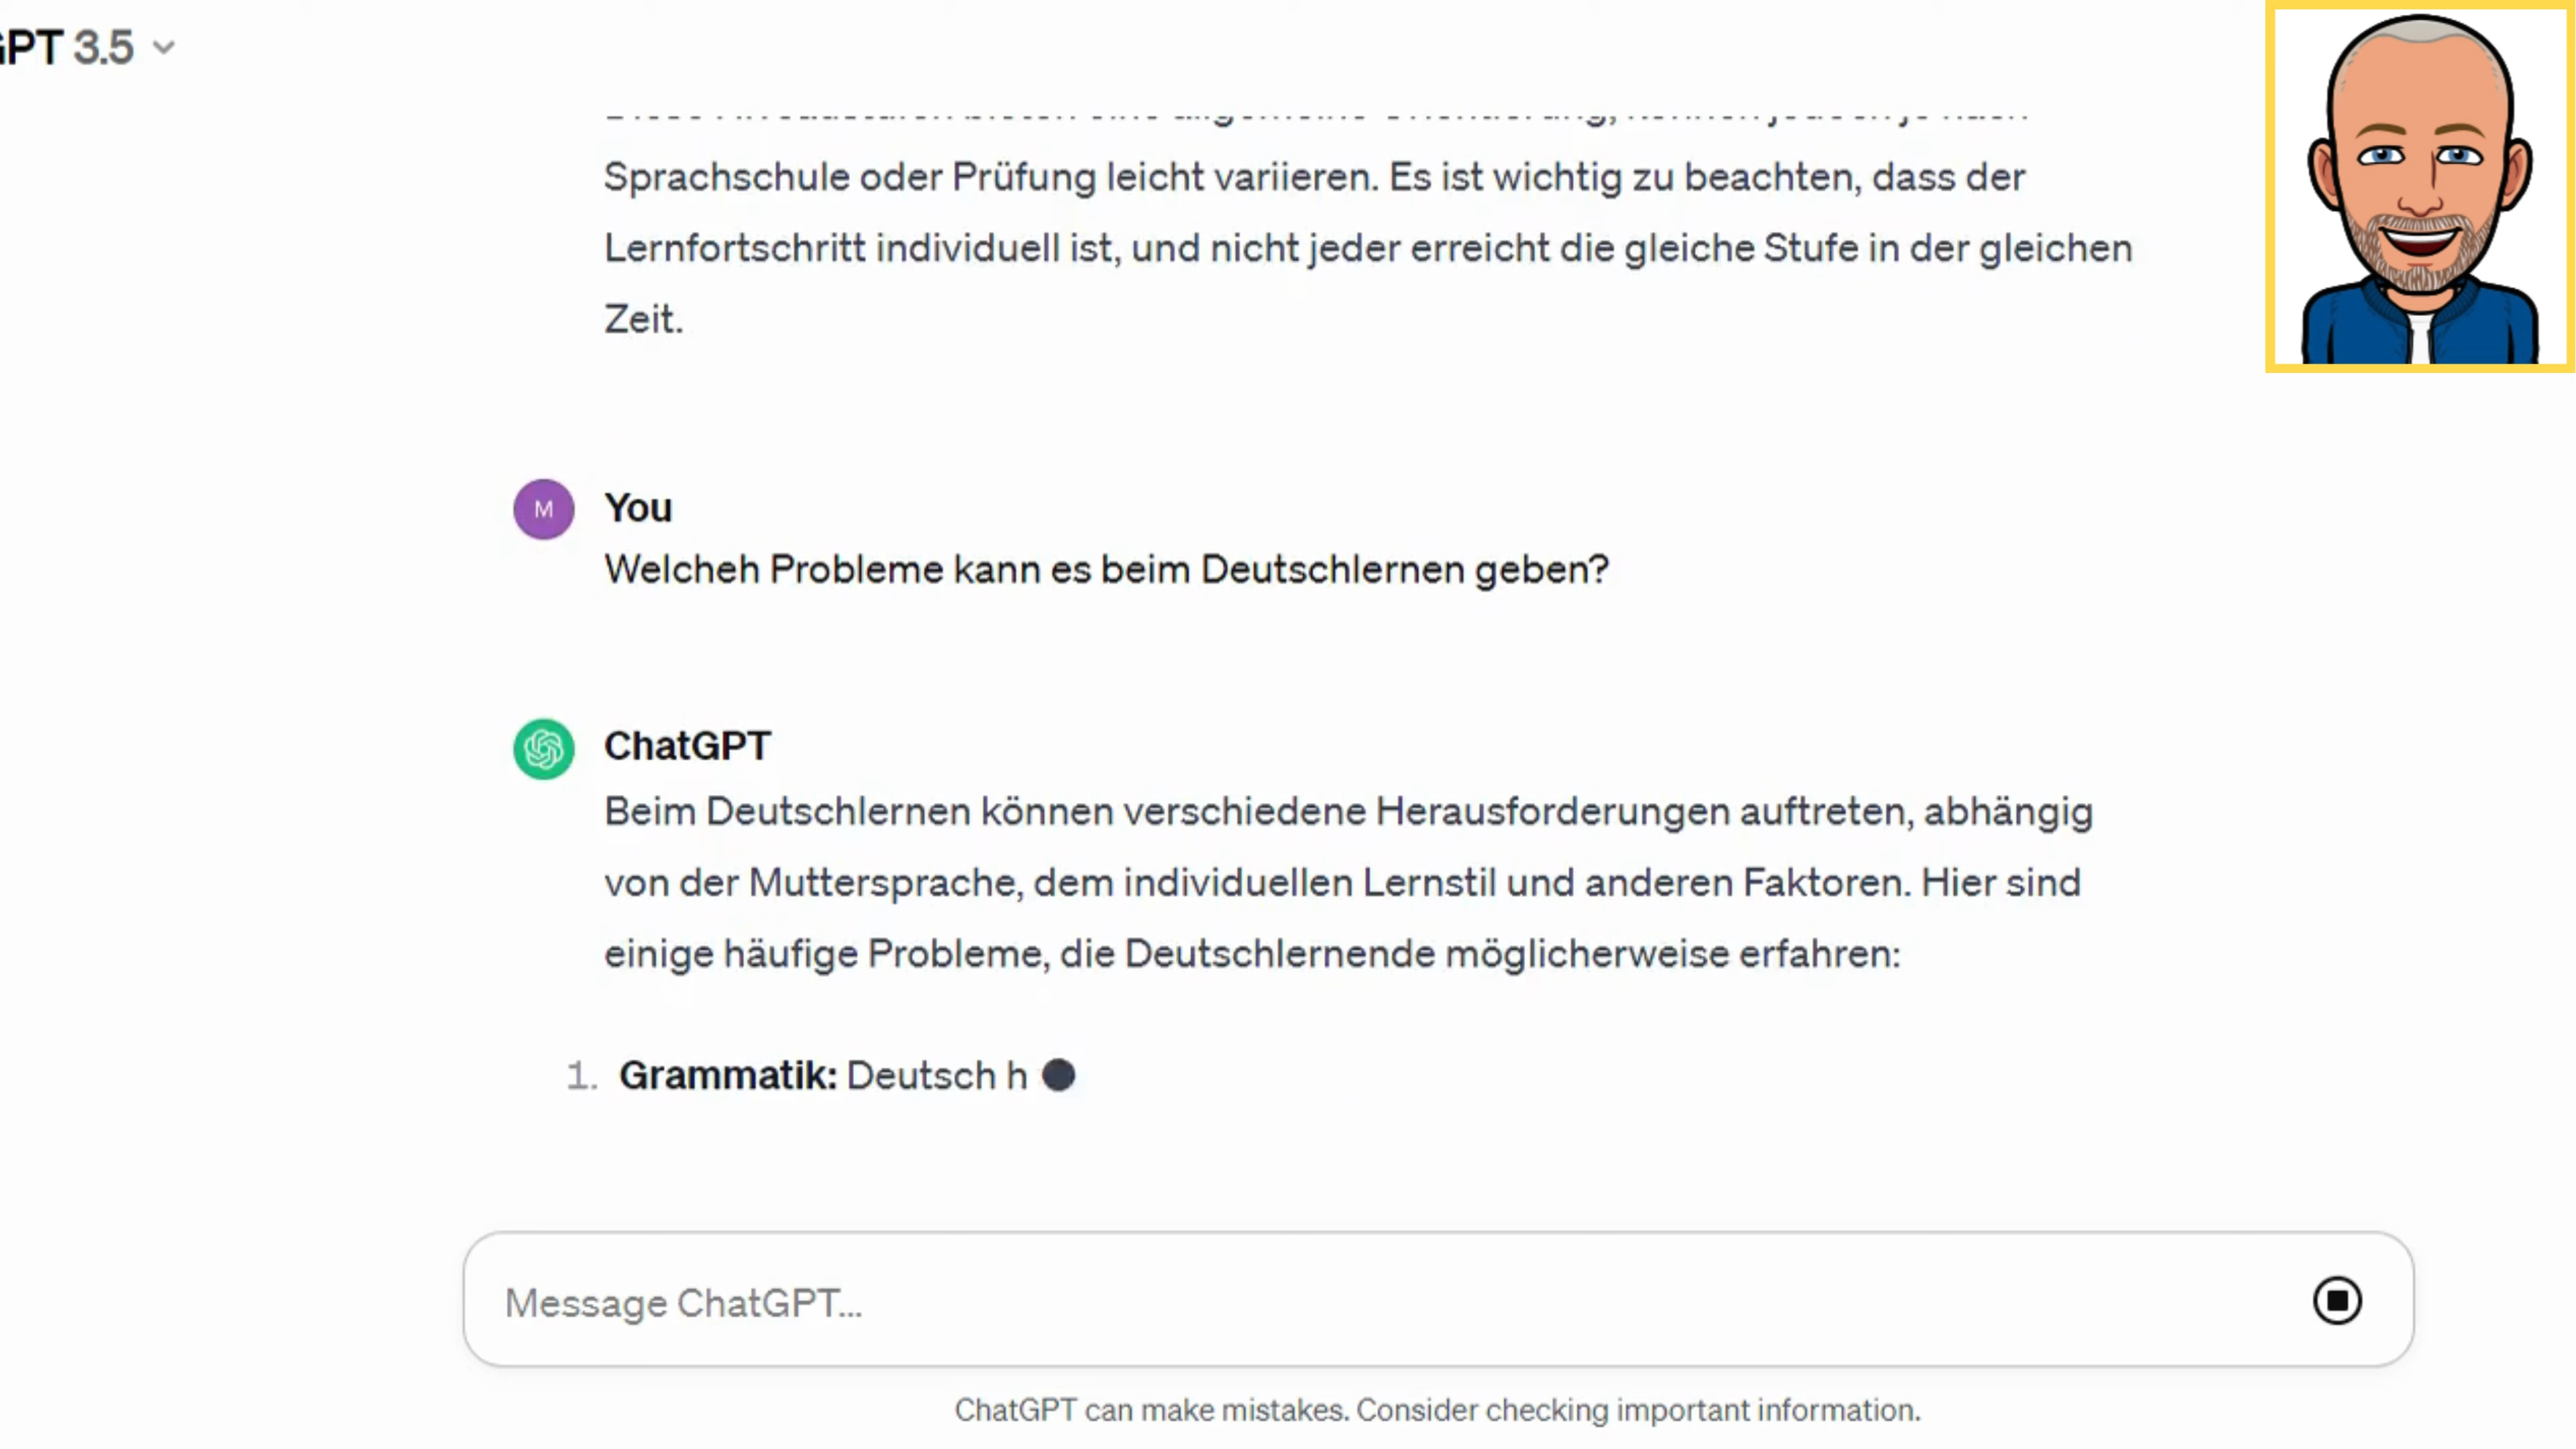 GPT 3.5
Sprachschule oder Prüfung leicht variieren. Es ist wichtig zu beachten, dass der
Lernfortschritt individuell ist, und nicht jeder erreicht die gleiche Stufe in der gleichen
Zeit.
M
You
Welcheh Probleme kann es beim Deutschlernen geben?
ChatGPT
Beim Deutschlernen können verschiedene Herausforderungen auftreten, abhängig
von der Muttersprache, dem individuellen Lernstil und anderen Faktoren. Hier sind
einige häufige Probleme, die Deutschlernende möglicherweise erfahren:
1. Grammatik: Deutsch h
Message ChatGPT...
ChatGPT can make mistakes. Consider checking important information.